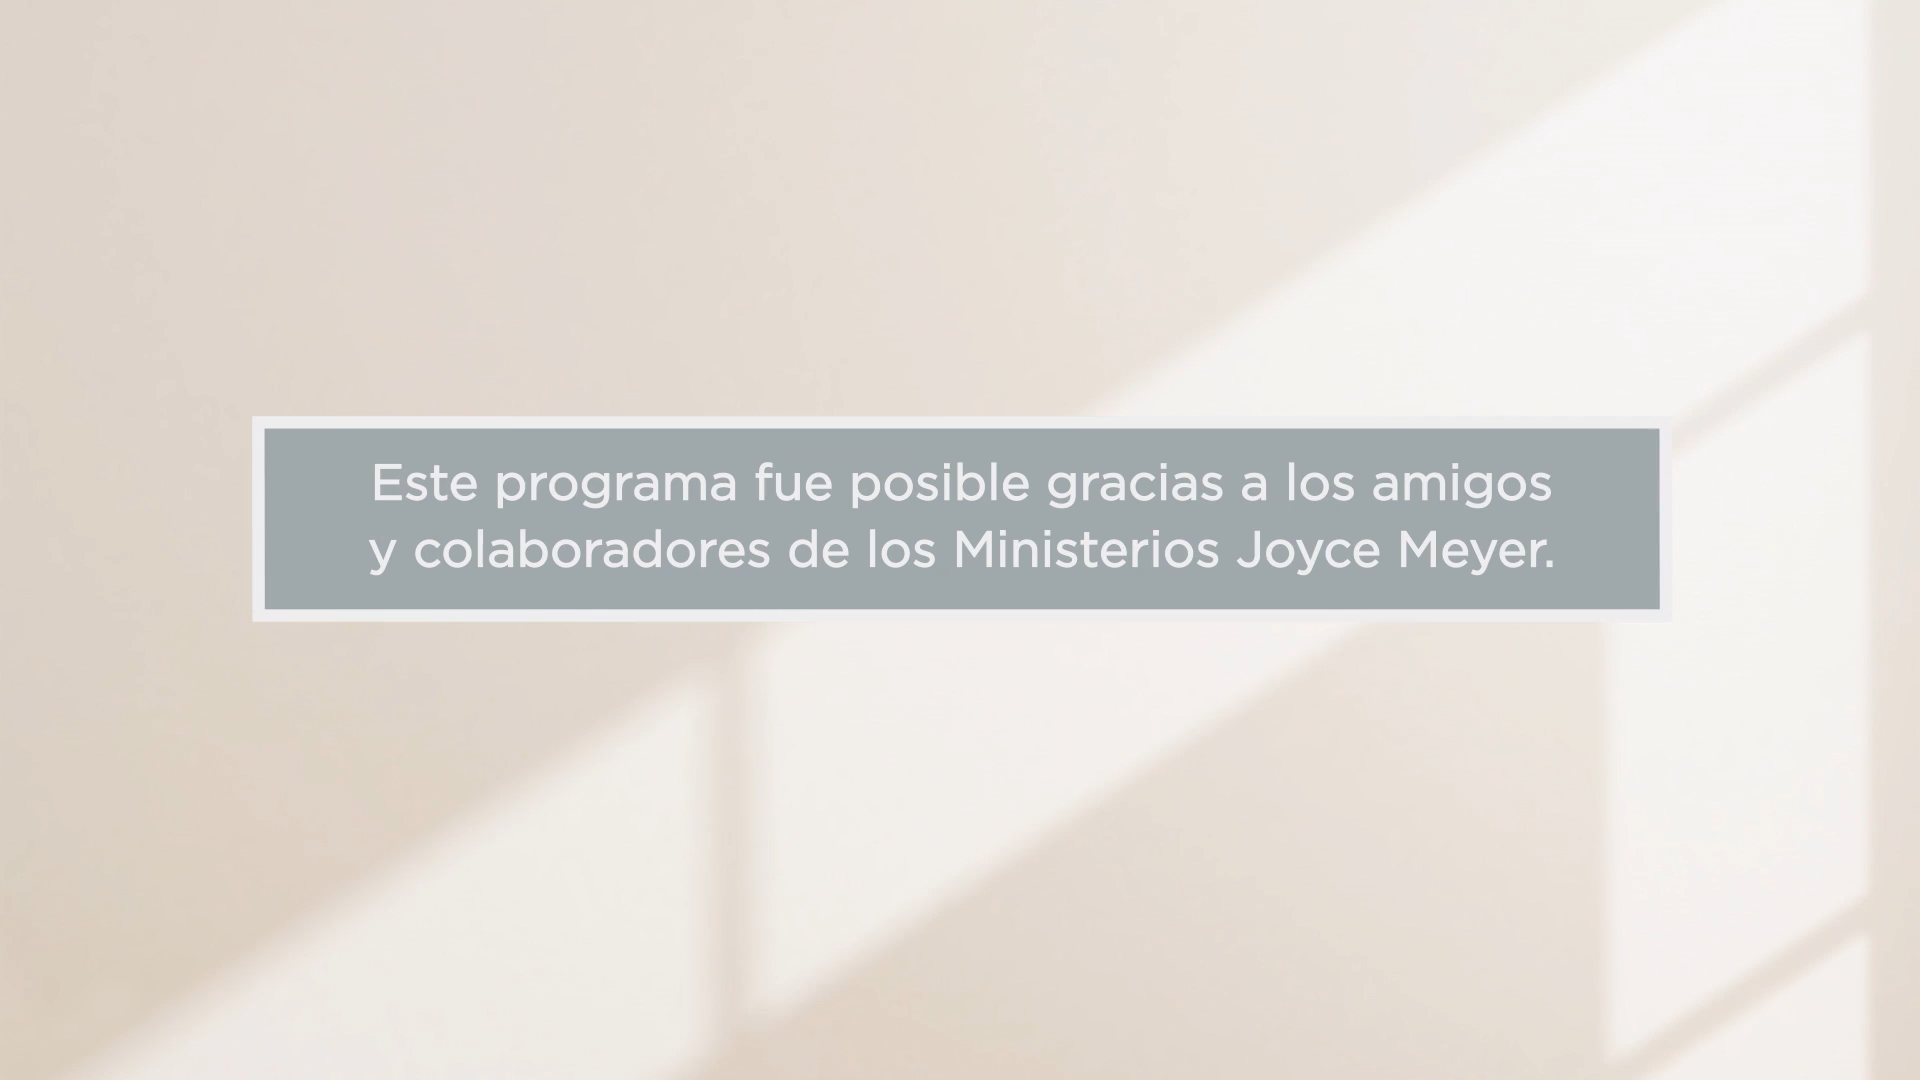 Este programa fue posible gracias a los amigos
y colaboradores de los Ministerios Joyce Meyer.